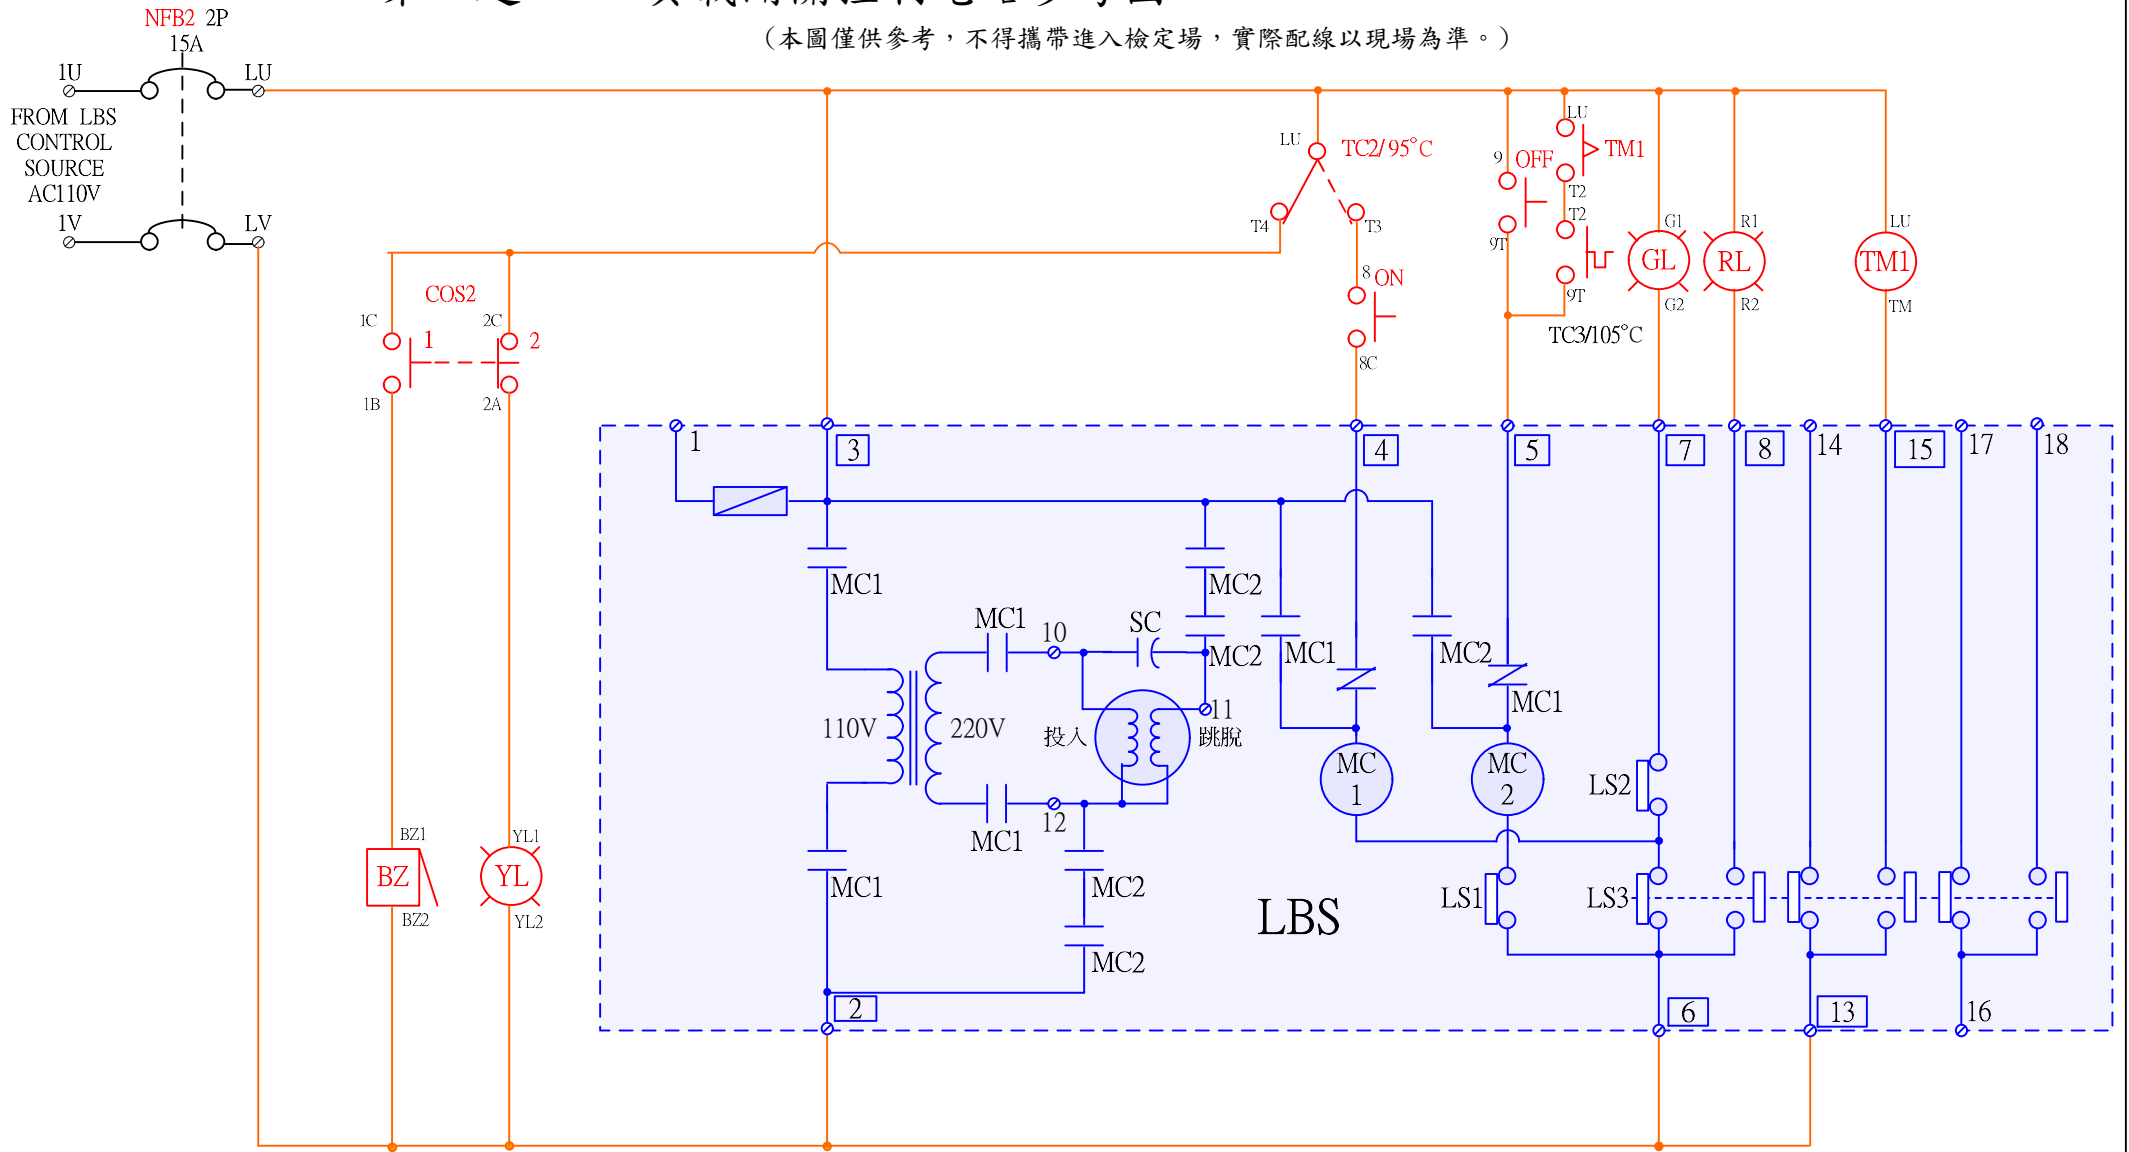 (本圖僅供參考，不得攜帶進入檢定場，實際配線以現場為準。)
NFB2 2P
15A
1U
LU
FROM LBS
CONTROL
SOURCE
AC110V
1V
LV
LU
TC2/95°C
T4
T3
8
ON
8C
9
OFF
9T
LU
TM1
T2
T2
9T
TC3/105°C
G1
GL
G2
R1
RL
R2
LU
TM1
TM
COS2
1C
1
2C
2
1B
2A
BZ1
BZ
BZ2
YL1
YL
YL2
1
3
4
5
7
8
14
15
17
18
MC1
MC2
MC1
10
SC
MC2
MC1
MC2
MC1
110V
220V
投入
11
跳脫
MC
1
MC
2
LS2
MC1
12
MC1
MC2
LBS
LS1
LS3
MC2
2
6
13
16